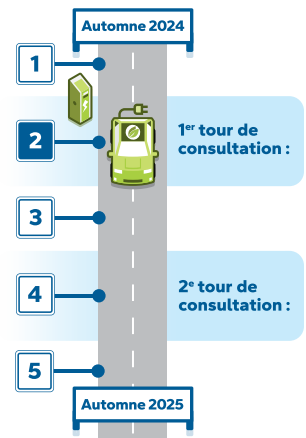 Automne 2024
1
2
1er tour de
consultation :
3
4
2e tour de
consultation :
5
Automne 2025